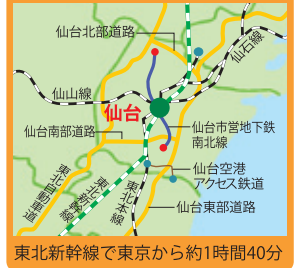 仙台北部道路
仙石線
仙山線
仙台
仙台市営地下鉄
南北線
仙台南部道路
仙台空港
アクセス鉄道
東北自動車道
東北新幹線
東北本線
仙台東部道路
東北新幹線で東京から約1時間40分